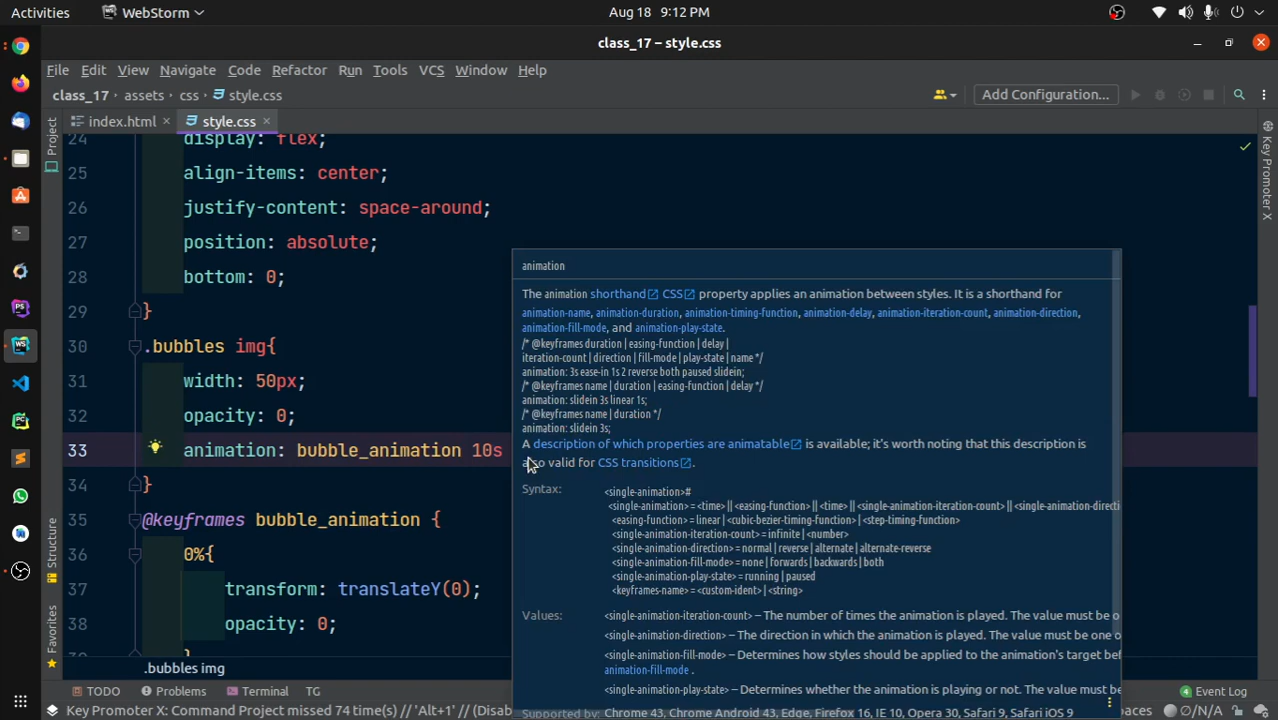 Activities
WebStorm
Aug 18 9:12 PM
class_17 – style.css
File Edit View Navigate Code Refactor Run Tools VCS Window Help
class_17 › assets › css › style.css
Add Configuration...
index.html
style.css
Project
Key Promoter X
24 display: flex;
25 align-items: center;
26 justify-content: space-around;
27 position: absolute;
28 bottom: 0;
29 }
30 .bubbles img{
31 width: 50px;
32 opacity: 0;
33 animation: bubble_animation 10s
34 }
35 @keyframes bubble_animation {
36 0%{
37 transform: translateY(0);
38 opacity: 0;
animation
The animation shorthand CSS property applies an animation between styles. It is a shorthand for
animation-name, animation-duration, animation-timing-function, animation-delay, animation-iteration-count, animation-direction,
animation-fill-mode, and animation-play-state.
/* @keyframes duration | easing-function | delay |
iteration-count | direction | fill-mode | play-state | name */
animation: 3s ease-in 1s 2 reverse both paused slidein;
/* @keyframes name | duration | easing-function | delay */
animation: slidein 3s linear 1s;
/* @keyframes name | duration */
animation: slidein 3s;
A description of which properties are animatable is available; it's worth noting that this description is
also valid for CSS transitions.
Syntax:
<single-animation>#
<single-animation> = <time> || <easing-function> || <time> || <single-animation-iteration-count> || <single-animation-directi
<easing-function> = linear | <cubic-bezier-timing-function> | <step-timing-function>
<single-animation-iteration-count> = infinite | <number>
<single-animation-direction> = normal | reverse | alternate | alternate-reverse
<single-animation-fill-mode> = none | forwards | backwards | both
<single-animation-play-state> = running | paused
<keyframes-name> = <custom-ident> | <string>
Values:
<single-animation-iteration-count> – The number of times the animation is played. The value must be o
<single-animation-direction> – The direction in which the animation is played. The value must be one o
<single-animation-fill-mode> – Determines how styles should be applied to the animation's target bef
animation-fill-mode .
<single-animation-play-state> – Determines whether the animation is playing or not. The value must be
Supported by: Chrome 43, Chrome Android 43, Edge, Firefox 16, IE 10, Opera 30, Safari 9, Safari iOS 9
Structure
Favorites
.bubbles img
TODO
Problems
Terminal
TG
4 Event Log
Key Promoter X: Command Project missed 74 time(s) // 'Alt+1' // (Disab
paces
Ø/N/A